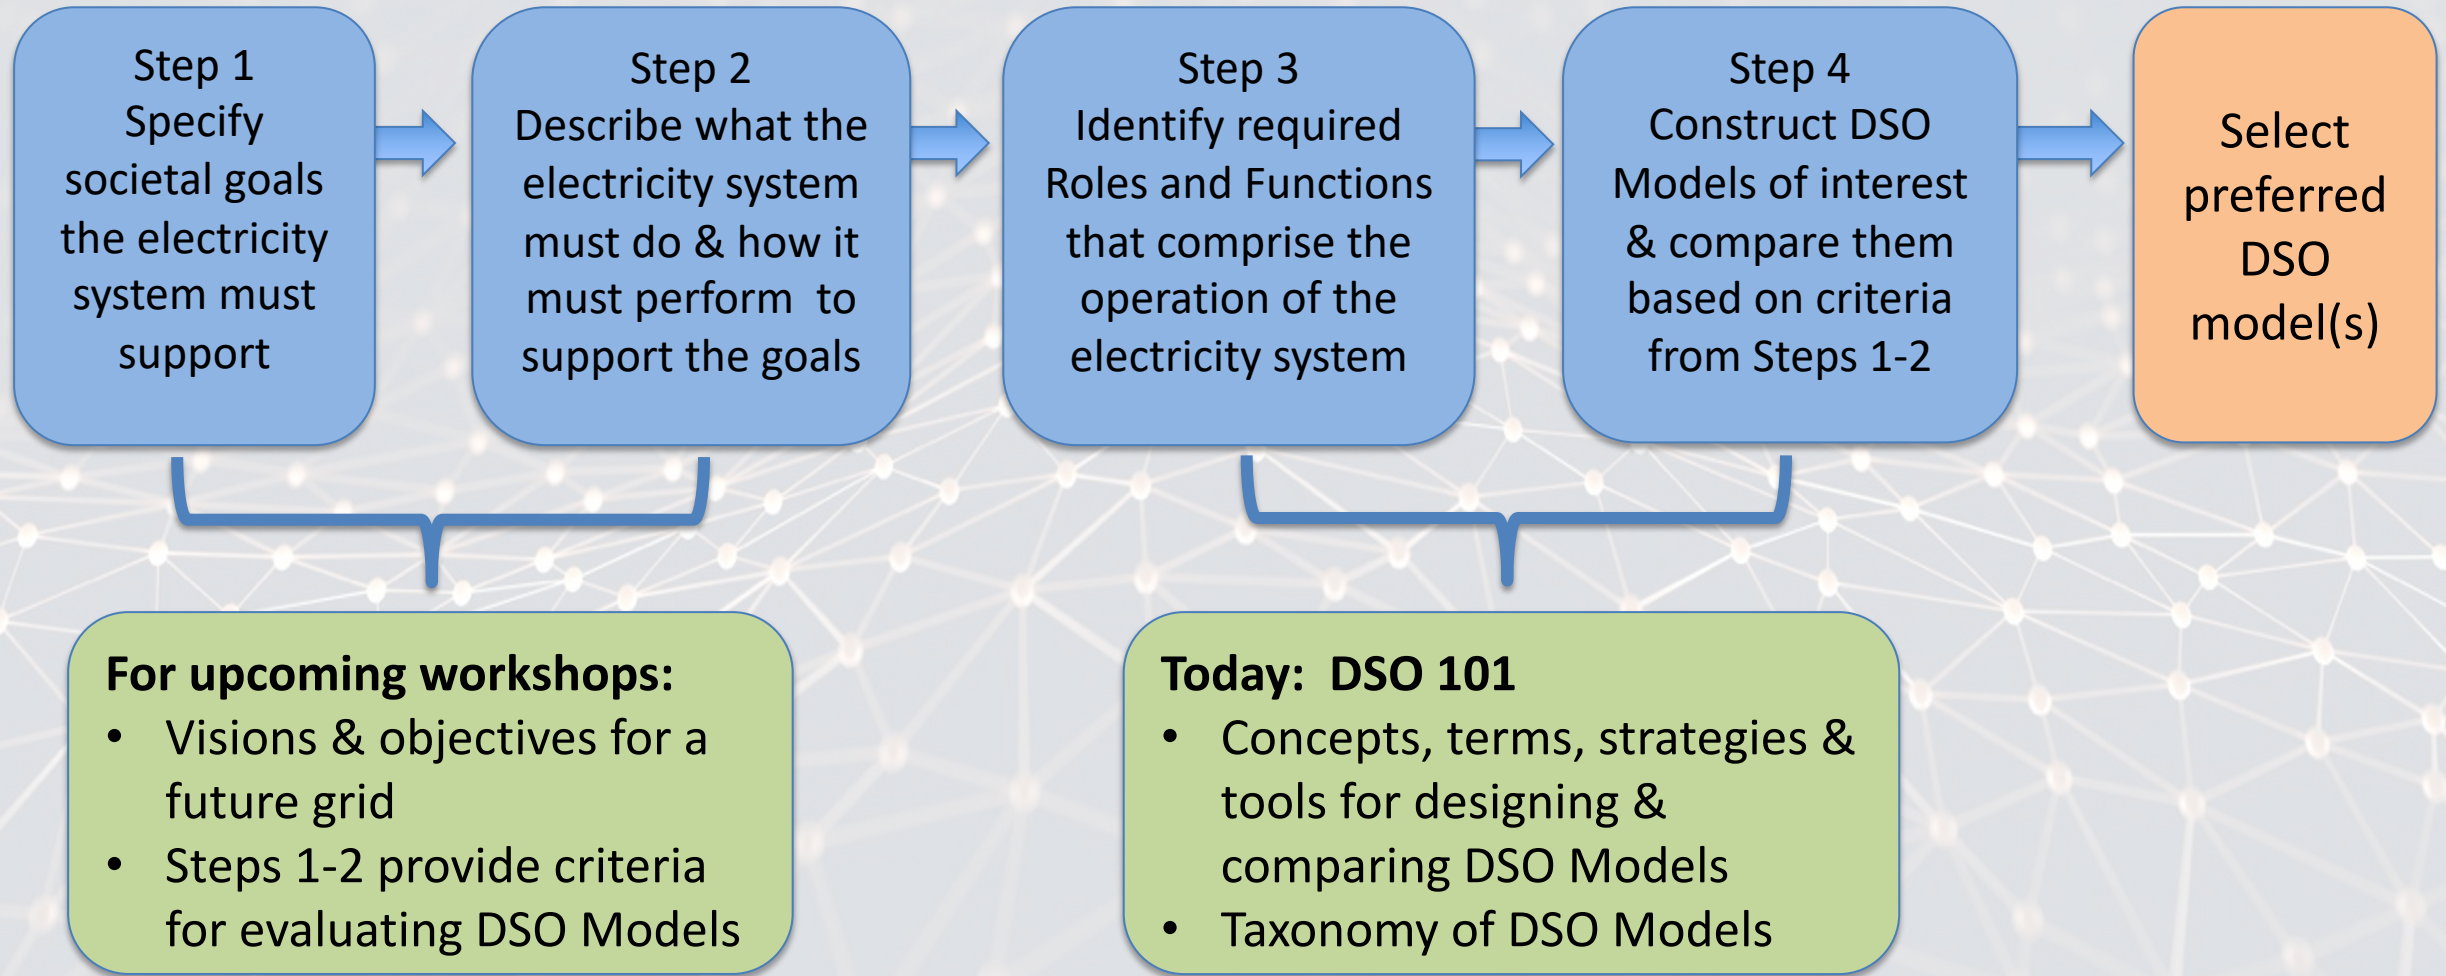 Step 1
Specify
societal goals
the electricity
system must
support
Step 2
Describe what the
electricity system
must do & how it
must perform  to
support the goals
Step 3
Identify required
Roles and Functions
that comprise the
operation of the
electricity system
Step 4
Construct DSO
Models of interest
& compare them
based on criteria
from Steps 1-2
Select
preferred
DSO
model(s)
For upcoming workshops:
• Visions & objectives for a
future grid
• Steps 1-2 provide criteria
for evaluating DSO Models
Today:  DSO 101
• Concepts, terms, strategies &
tools for designing &
comparing DSO Models
• Taxonomy of DSO Models